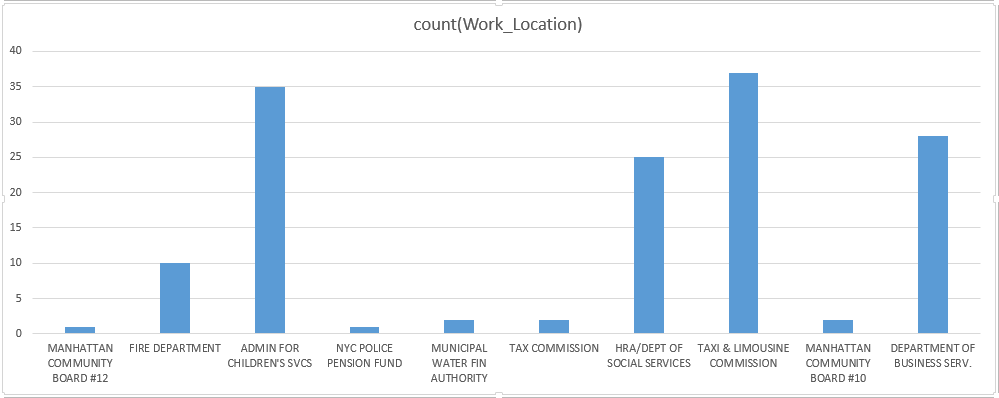 count(Work_Location)
40
35
30
25
20
15
10
5
0
MANHATTAN
COMMUNITY
BOARD #12
FIRE DEPARTMENT
ADMIN FOR
CHILDREN'S SVCS
NYC POLICE
PENSION FUND
MUNICIPAL
WATER FIN
AUTHORITY
TAX COMMISSION
HRA/DEPT OF
SOCIAL SERVICES
TAXI & LIMOUSINE
COMMISSION
MANHATTAN
COMMUNITY
BOARD #10
DEPARTMENT OF
BUSINESS SERV.